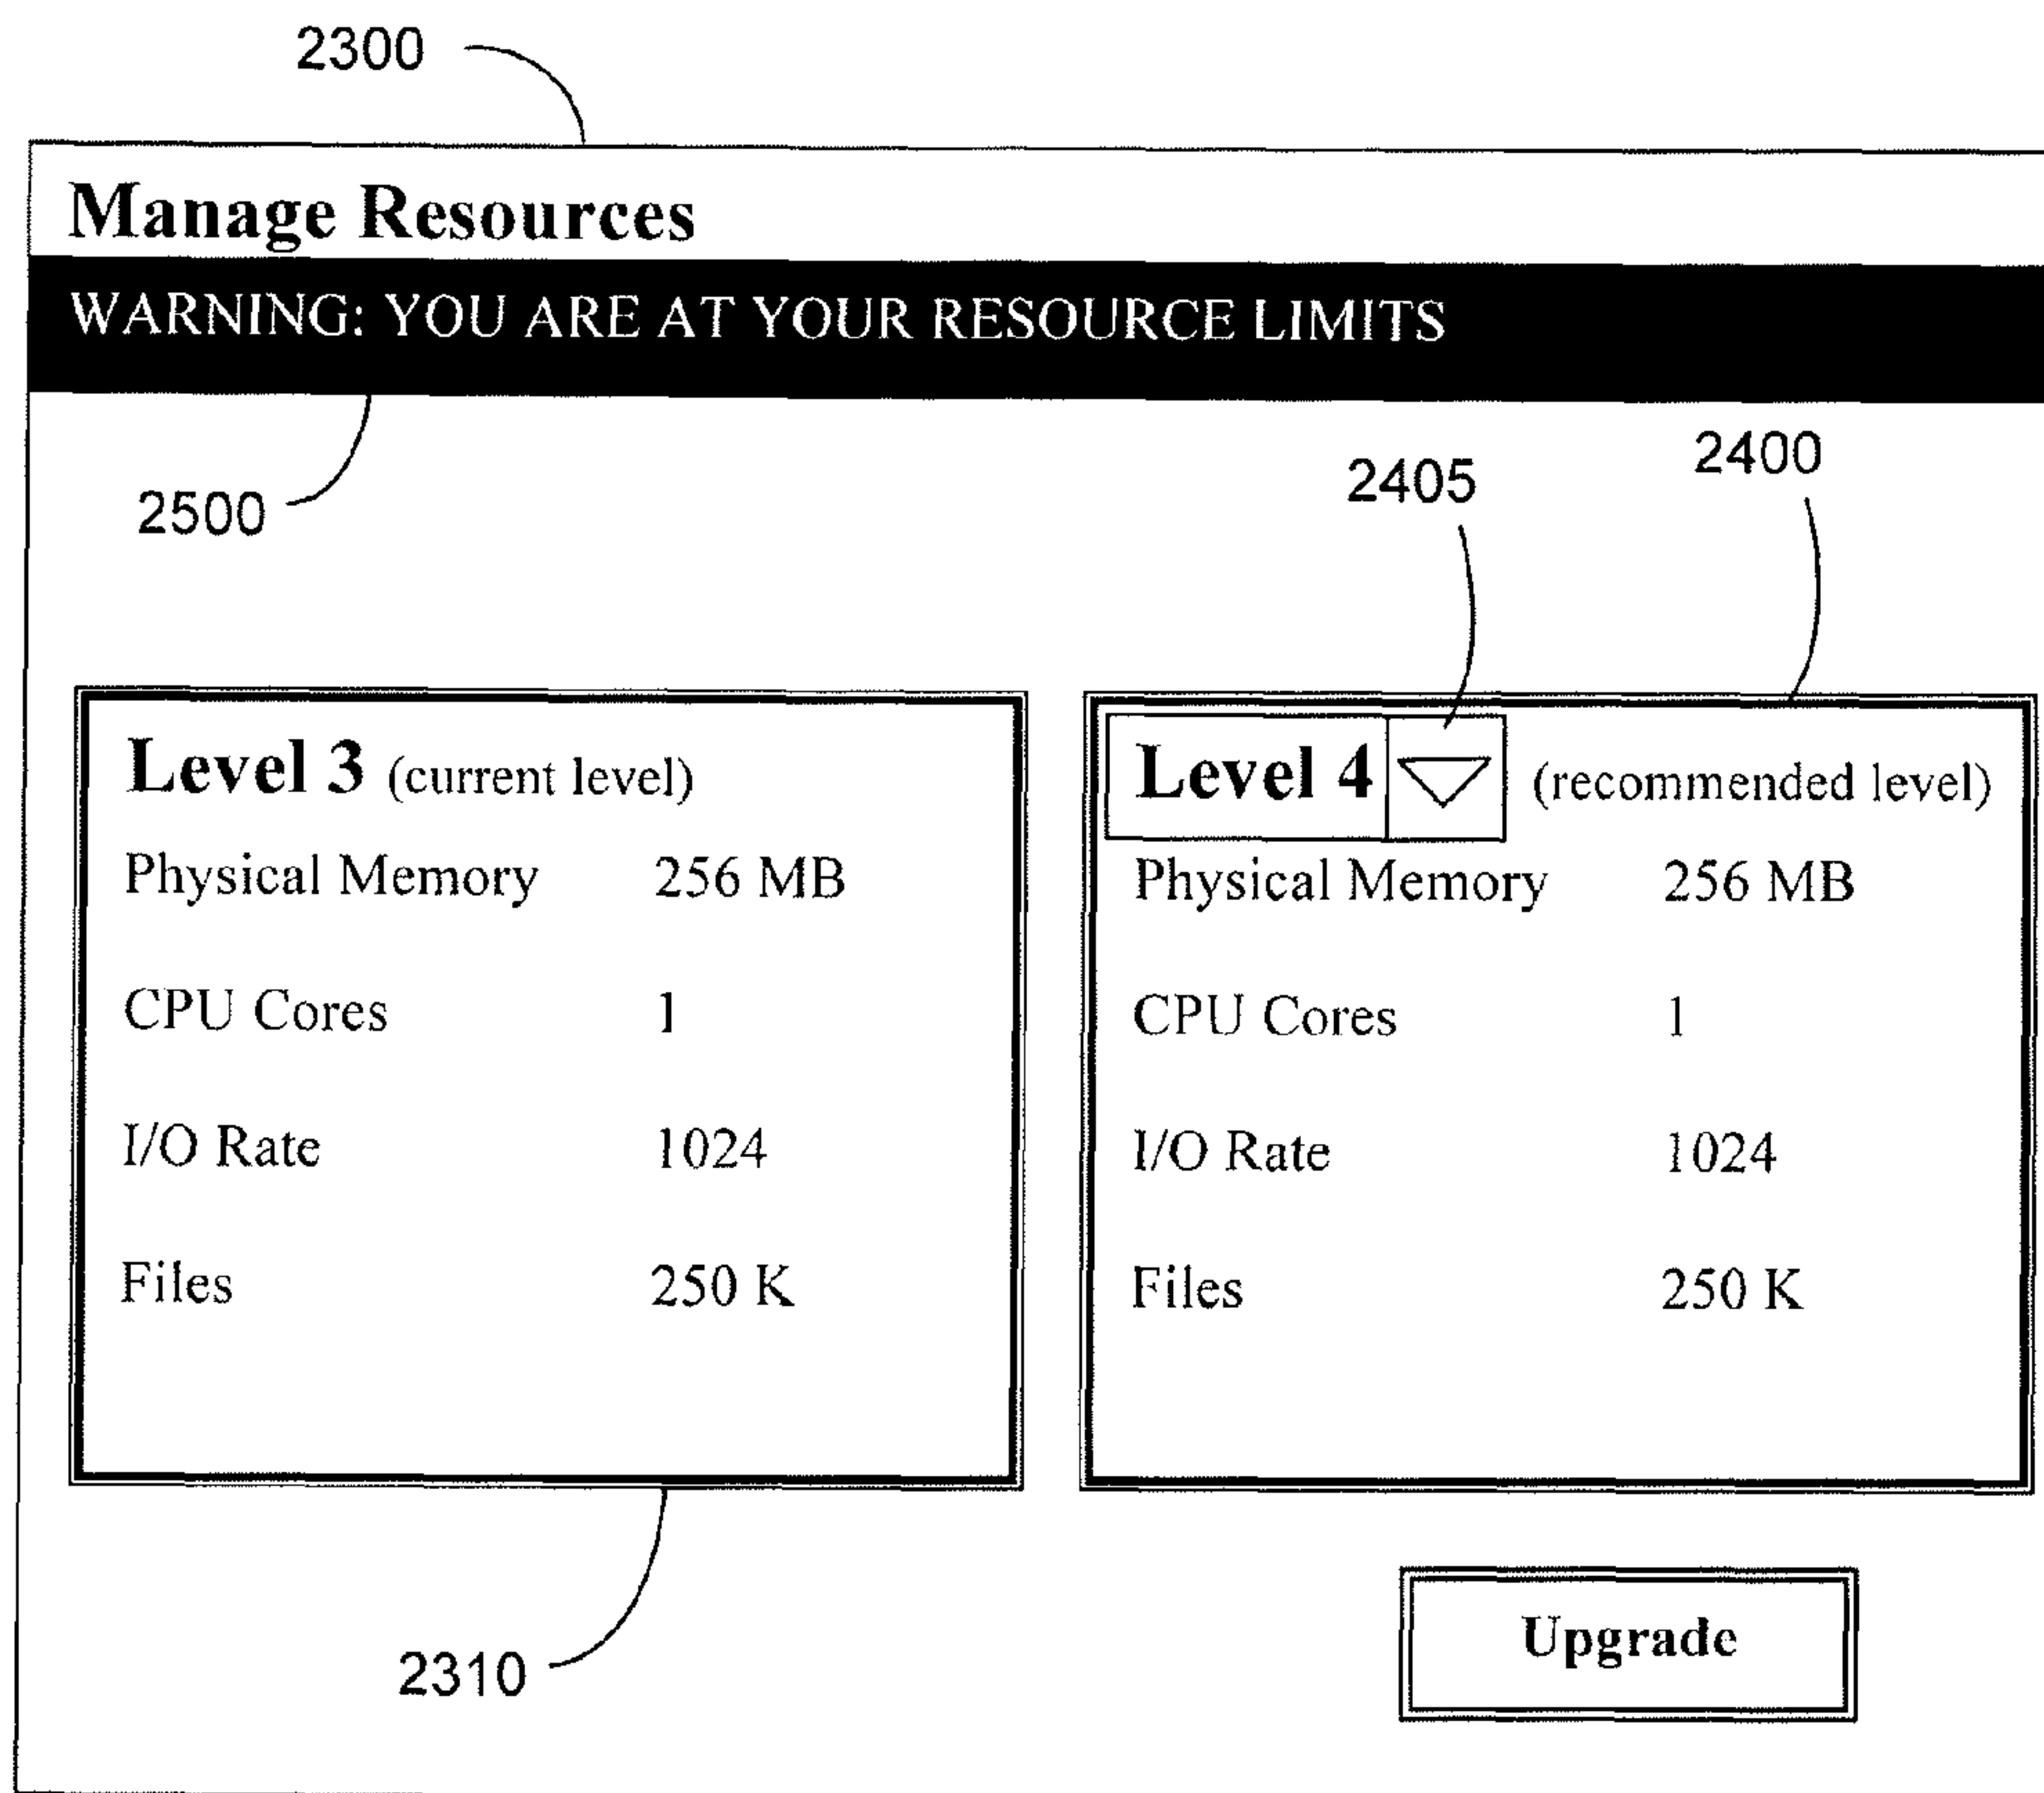 2300
Manage Resources
WARNING: YOU ARE AT YOUR RESOURCE LIMITS
2500
2405
2400
Level 3 (current level)
Physical Memory 256 MB
CPU Cores 1
I/O Rate 1024
Files 250 K
Level 4 (recommended level)
Physical Memory 256 MB
CPU Cores 1
I/O Rate 1024
Files 250 K
2310
Upgrade